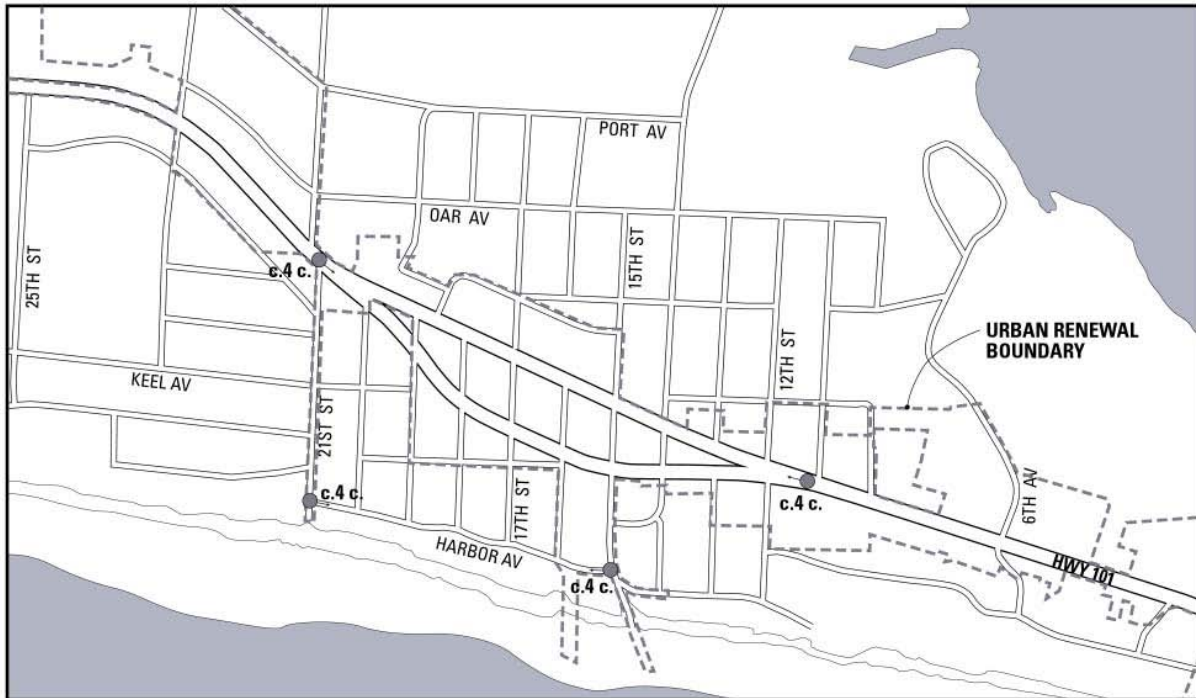 PORT AV
OAR AV
15TH ST
c.4 c.
25TH ST
12TH ST
URBAN RENEWAL
BOUNDARY
KEEL AV
21ST ST
c.4 c.
17TH ST
c.4 c.
6TH AV
HARBOR AV
HWY 101
c.4 c.